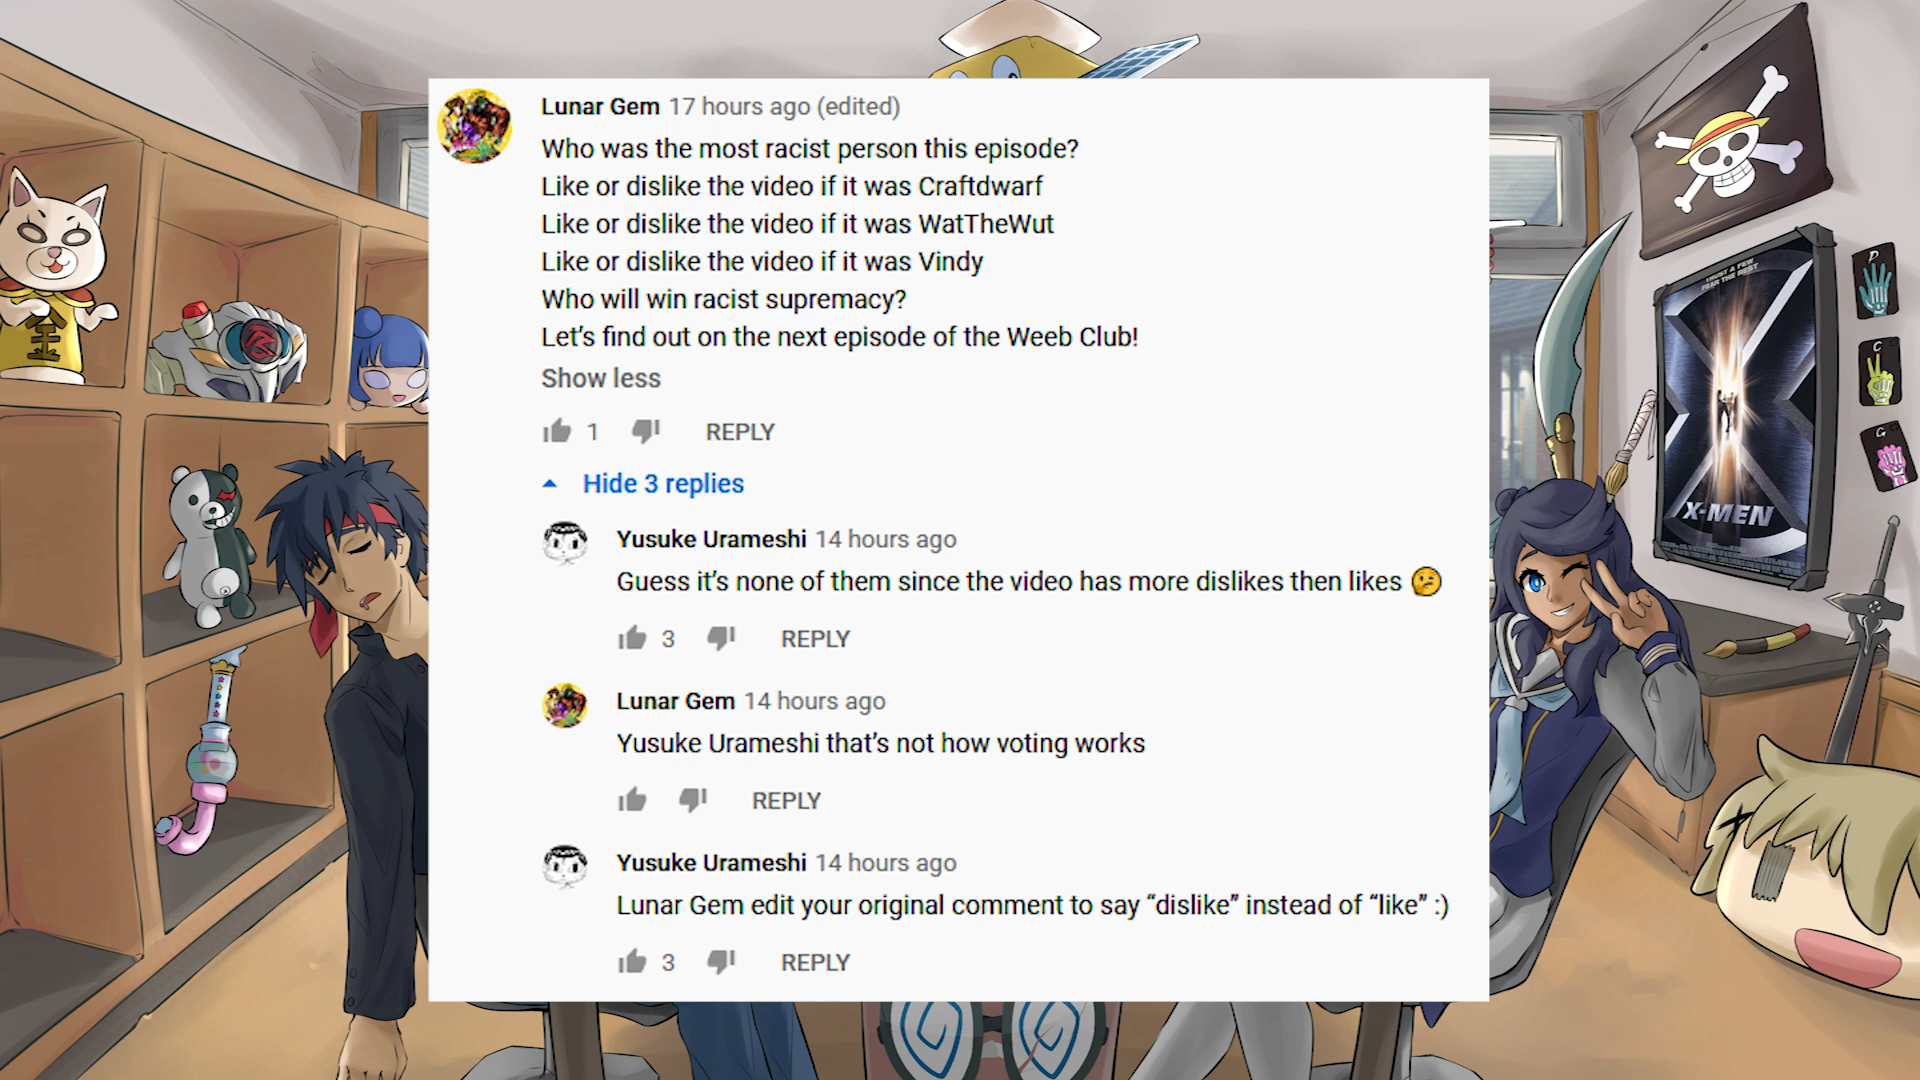 Lunar Gem 17 hours ago (edited)
Who was the most racist person this episode?
Like or dislike the video if it was Craftdwarf
Like or dislike the video if it was WatTheWut
Like or dislike the video if it was Vindy
Who will win racist supremacy?
Let's find out on the next episode of the Weeb Club!
Show less
1 REPLY
Hide 3 replies
Yusuke Urameshi 14 hours ago
Guess it's none of them since the video has more dislikes then likes 🤔
3 REPLY
Lunar Gem 14 hours ago
Yusuke Urameshi that's not how voting works
REPLY
Yusuke Urameshi 14 hours ago
Lunar Gem edit your original comment to say “dislike” instead of “like” :)
3 REPLY
金
TRUST A FEW
FEAR THE REST
X-MEN
P
C
G